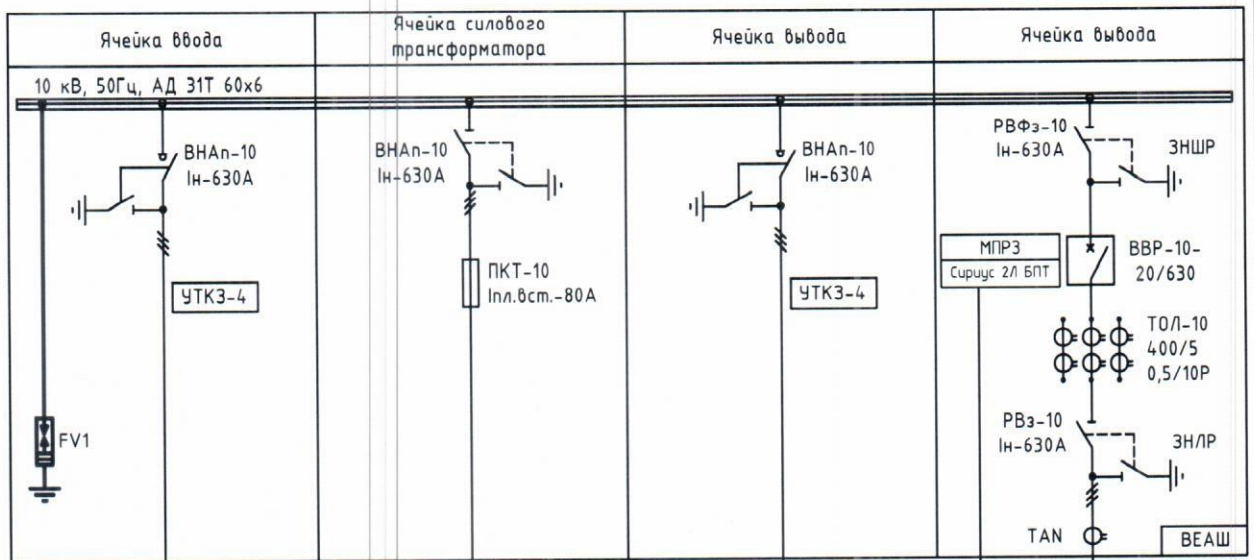 Ячейка ввода
Ячейка силового
трансформатора
Ячейка вывода
Ячейка вывода
10 кВ, 50Гц, АД 31Т 60х6
ВНАп-10
Iн-630А
УТКЗ-4
FV1
ВНАп-10
Iн-630А
ПКТ-10
Iпл.вст.-80А
ВНАп-10
Iн-630А
УТКЗ-4
РВФз-10
Iн-630А
ЗНШР
МПРЗ
Сириус 2Л БПТ
ВВР-10-
20/630
ТОЛ-10
400/5
0,5/10Р
РВз-10
Iн-630А
ЗНЛР
TAN
ВЕАШ